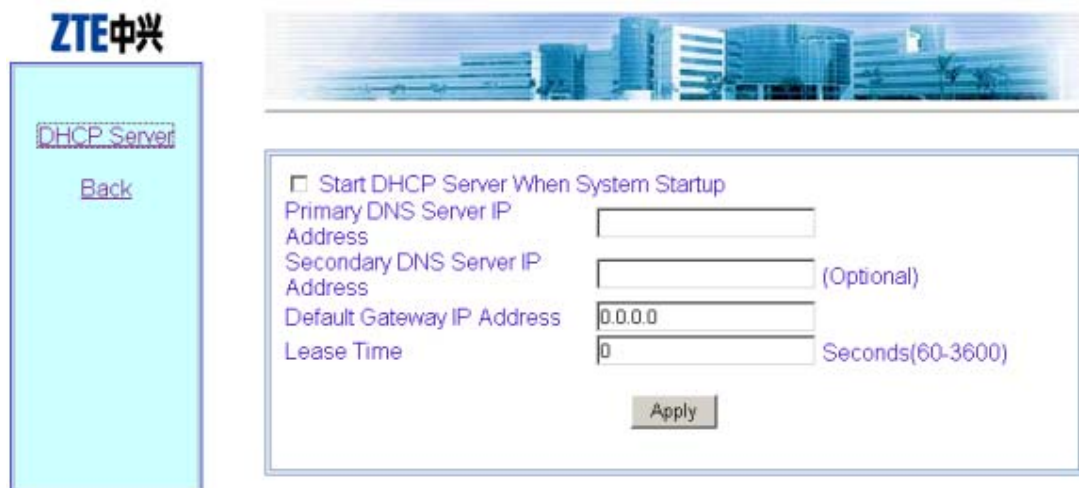 ZTE中兴
DHCP Server
Back
Start DHCP Server When System Startup
Primary DNS Server IP
Address
Secondary DNS Server IP
Address
(Optional)
Default Gateway IP Address
0.0.0.0
Lease Time
0
Seconds(60-3600)
Apply